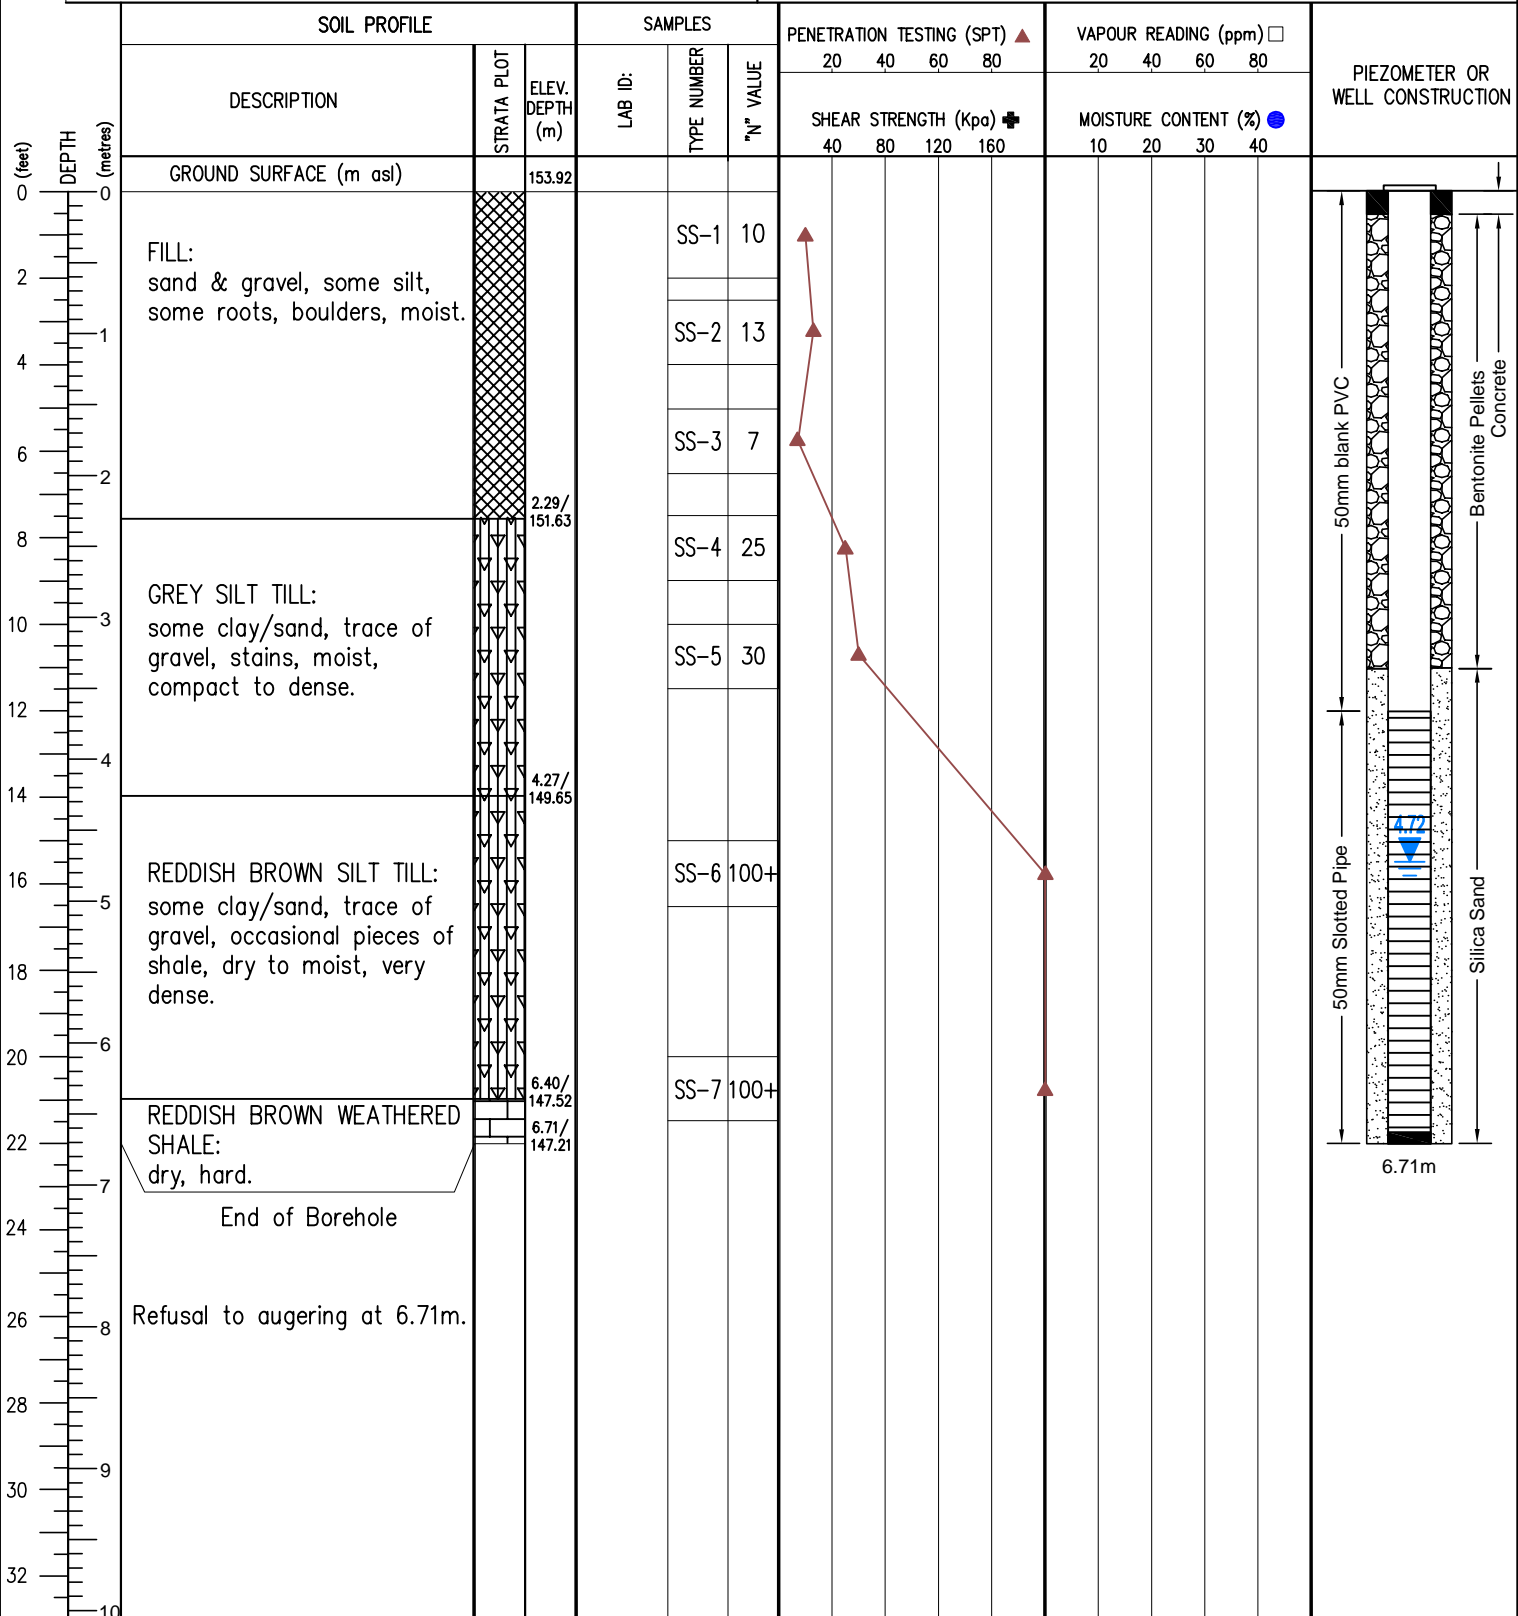 SOIL PROFILE
SAMPLES
PENETRATION TESTING (SPT)
20 40 60 80
SHEAR STRENGTH (Kpa)
40 80 120 160
VAPOUR READING (ppm)
20 40 60 80
MOISTURE CONTENT (%)
10 20 30 40
PIEZOMETER OR
WELL CONSTRUCTION
(feet)
DEPTH
(metres)
DESCRIPTION
STRATA PLOT
ELEV.
DEPTH
(m)
LAB ID:
TYPE NUMBER
"N" VALUE
GROUND SURFACE (m asl)
153.92
0
2
4
6
8
10
12
14
16
18
20
22
24
26
28
30
32
0
1
2
3
4
5
6
7
8
9
10
FILL:
sand & gravel, some silt,
some roots, boulders, moist.
2.29/
151.63
GREY SILT TILL:
some clay/sand, trace of
gravel, stains, moist,
compact to dense.
4.27/
149.65
REDDISH BROWN SILT TILL:
some clay/sand, trace of
gravel, occasional pieces of
shale, dry to moist, very
dense.
6.40/
147.52
REDDISH BROWN WEATHERED
SHALE:
dry, hard.
6.71/
147.21
End of Borehole
Refusal to augering at 6.71m.
SS-1 10
SS-2 13
SS-3 7
SS-4 25
SS-5 30
SS-6 100+
SS-7 100+
50mm blank PVC
50mm Slotted Pipe
4.72
Concrete
Bentonite Pellets
Silica Sand
6.71m